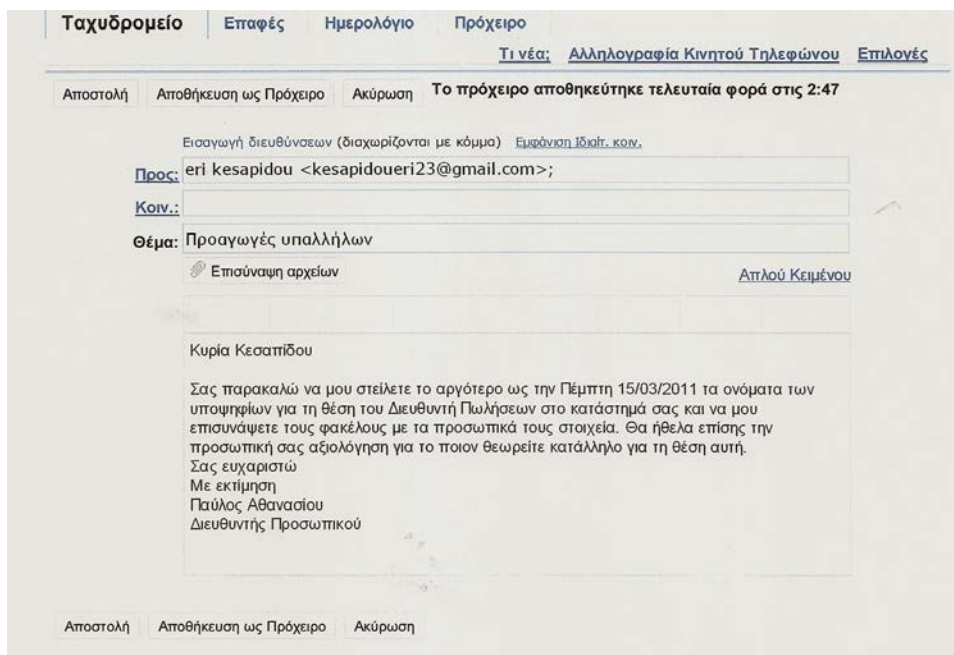 Ταχυδρομείο Επαφές Ημερολόγιο Πρόχειρο
Τι νέα; Αλληλογραφία Κινητού Τηλεφώνου Επιλογές
Αποστολή Αποθήκευση ως Πρόχειρο Ακύρωση Το πρόχειρο αποθηκεύτηκε τελευταία φορά στις 2:47
Εισαγωγή διευθύνσεων (διαχωρίζονται με κόμμα) Εμφάνιση Ιδιαίτ. κοιν.
Προς: eri kesapidou <kesapidoueri23@gmail.com>;
Κοιν.:
Θέμα: Προαγωγές υπαλλήλων
Επισύναψη αρχείων Απλού Κειμένου
Κυρία Κεσαπίδου
Σας παρακαλώ να μου στείλετε το αργότερο ως την Πέμπτη 15/03/2011 τα ονόματα των
υποψηφίων για τη θέση του Διευθυντή Πωλήσεων στο κατάστημά σας και να μου
επισυνάψετε τους φακέλους με τα προσωπικά τους στοιχεία. Θα ήθελα επίσης την
προσωπική σας αξιολόγηση για το ποιον θεωρείτε κατάλληλο για τη θέση αυτή.
Σας ευχαριστώ
Με εκτίμηση
Παύλος Αθανασίου
Διευθυντής Προσωπικού
Αποστολή Αποθήκευση ως Πρόχειρο Ακύρωση